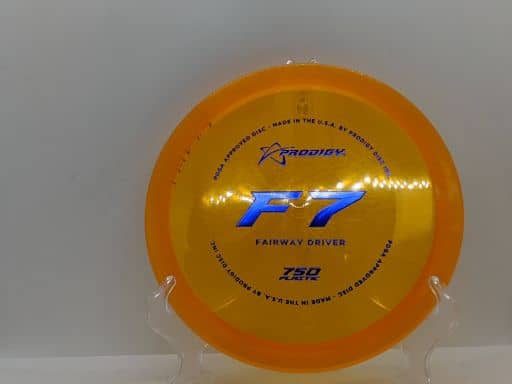 PDGA APPROVED DISC - MADE IN THE U.S.A. BY PRODIGY DISC INC.
PRODIGY
F-7
FAIRWAY DRIVER
750
PLASTIC
PDGA APPROVED DISC - MADE IN THE U.S.A. BY PRODIGY DISC INC.